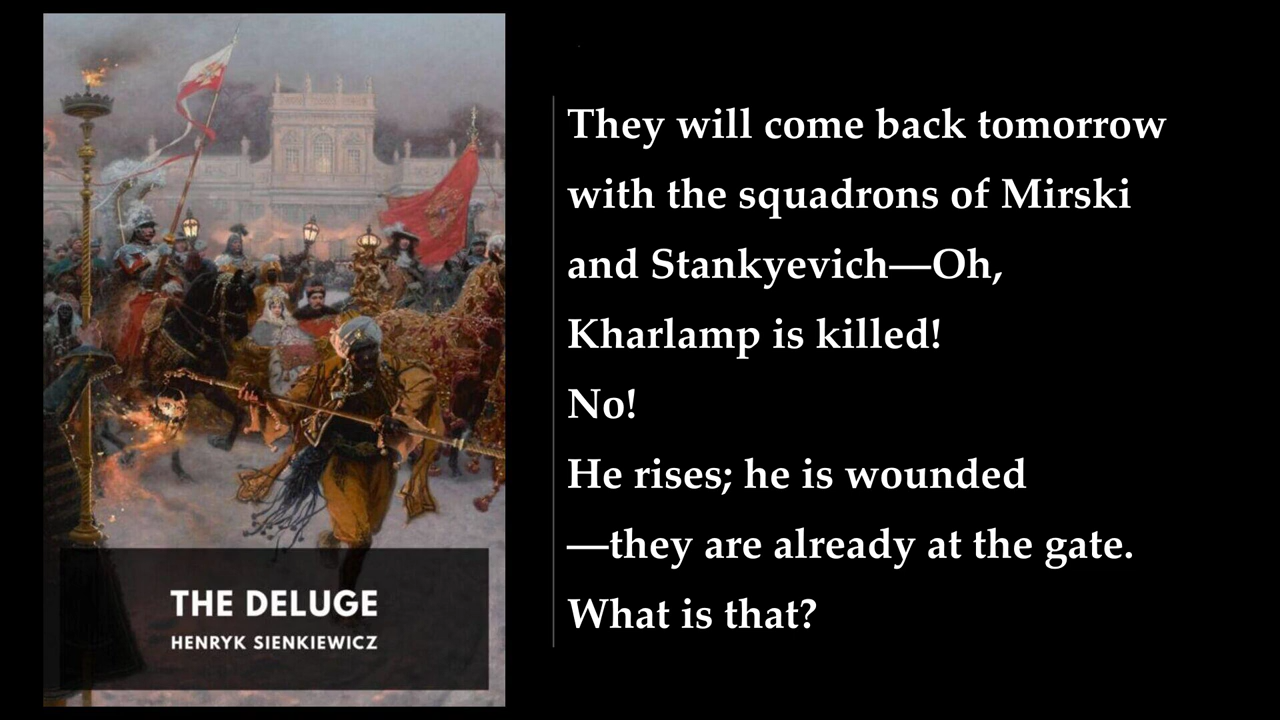 THE DELUGE
HENRYK SIENKIEWICZ
They will come back tomorrow
with the squadrons of Mirski
and Stankyevich—Oh,
Kharlamp is killed!
No!
He rises; he is wounded
—they are already at the gate.
What is that?